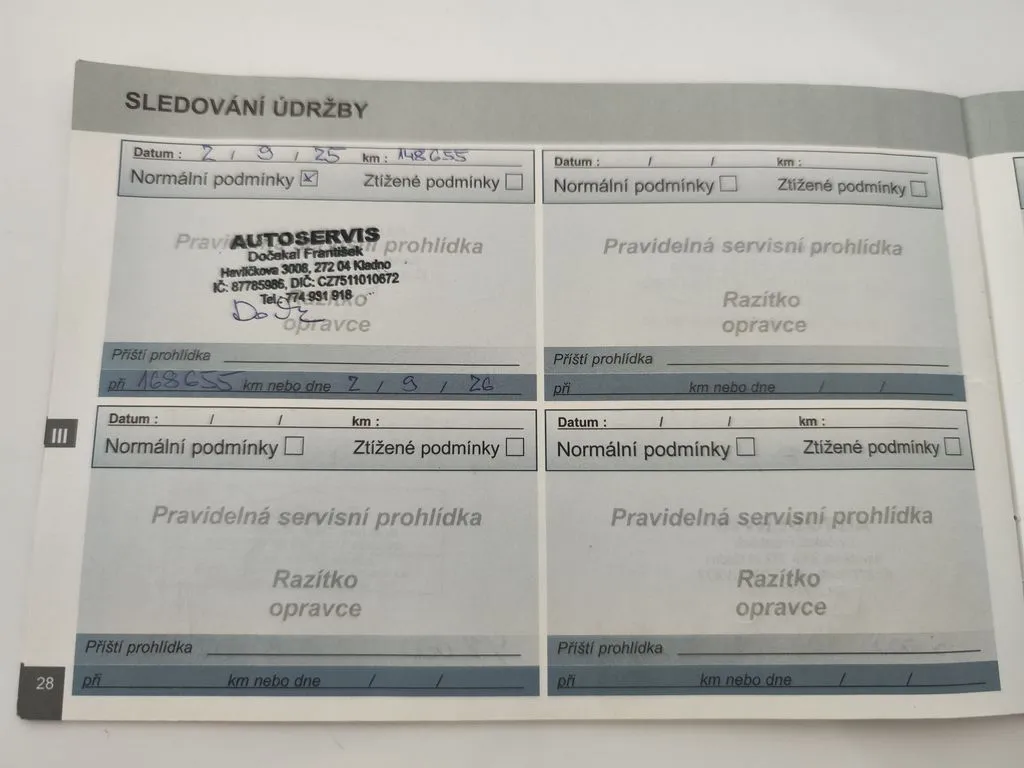 SLEDOVÁNÍ ÚDRŽBY
Datum : 2 / 9 / 25 km : 148655
Normální podmínky ☒ Ztížené podmínky ☐
Pravidelná servisní prohlídka
AUTOSERVIS
Dočekal František
Havlíčkova 3008, 272 04 Kladno
IČ: 87785986, DIČ: CZ7511010672
Tel.: 774 931 918
Razítko
opravce
Příští prohlídka
při 168655 km nebo dne 2 / 9 / 26
Datum : / / km :
Normální podmínky ☐ Ztížené podmínky ☐
Pravidelná servisní prohlídka
Razítko
opravce
Příští prohlídka
při km nebo dne / /
III
Datum : / / km :
Normální podmínky ☐ Ztížené podmínky ☐
Pravidelná servisní prohlídka
Razítko
opravce
Příští prohlídka
při km nebo dne / /
Datum : / / km :
Normální podmínky ☐ Ztížené podmínky ☐
Pravidelná servisní prohlídka
Razítko
opravce
Příští prohlídka
při km nebo dne / /
28